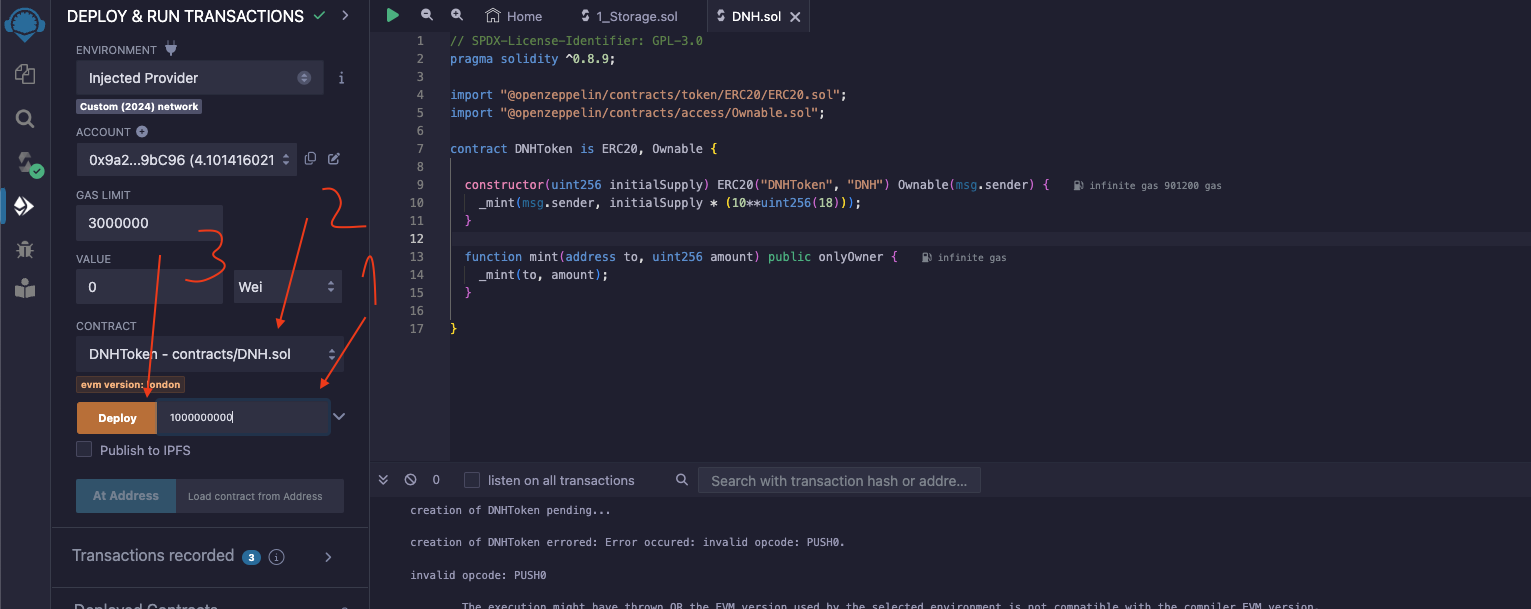 DEPLOY & RUN TRANSACTIONS
ENVIRONMENT
Injected Provider
i
Custom (2024) network
ACCOUNT
0x9a2...9bC96 (4.101416021
GAS LIMIT
3000000
VALUE
0
Wei
CONTRACT
DNHToken - contracts/DNH.sol
evm version: london
Deploy
1000000000
Publish to IPFS
At Address
Load contract from Address
Transactions recorded 3 i
2
3
1
Home
1_Storage.sol
DNH.sol
1 // SPDX-License-Identifier: GPL-3.0
2 pragma solidity ^0.8.9;
3
4 import "@openzeppelin/contracts/token/ERC20/ERC20.sol";
5 import "@openzeppelin/contracts/access/Ownable.sol";
6
7 contract DNHToken is ERC20, Ownable {
8
9 constructor(uint256 initialSupply) ERC20("DNHToken", "DNH") Ownable(msg.sender) { infinite gas 901200 gas
10 _mint(msg.sender, initialSupply * (10**uint256(18)));
11 }
12
13 function mint(address to, uint256 amount) public onlyOwner { infinite gas
14 _mint(to, amount);
15 }
16
17 }
0
listen on all transactions
Search with transaction hash or addre...
creation of DNHToken pending...
creation of DNHToken errored: Error occured: invalid opcode: PUSH0.
invalid opcode: PUSH0
The execution might have thrown OR the EVM version used by the selected environment is not compatible with the compiler EVM version.